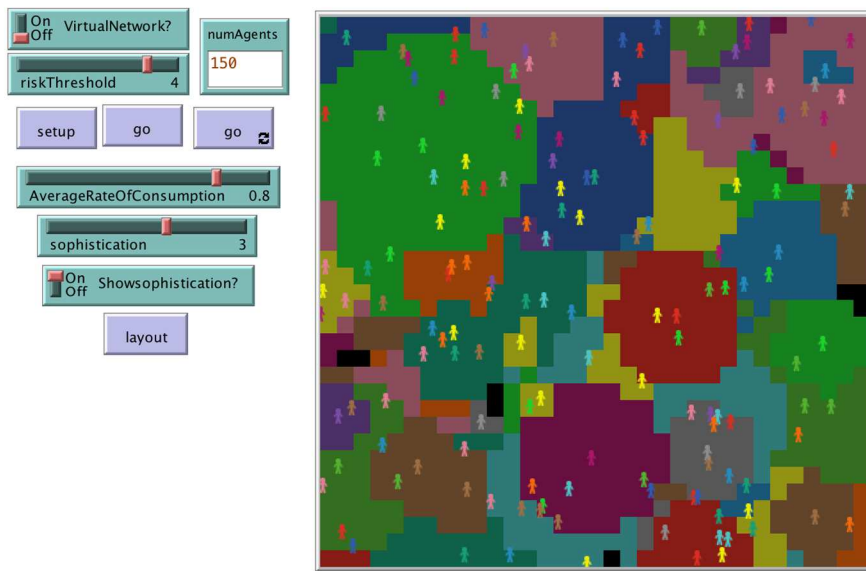 On
Off
VirtualNetwork?
numAgents
150
riskThreshold 4
setup
go
go
AverageRateOfConsumption 0.8
sophistication 3
On
Off
Showsophistication?
layout